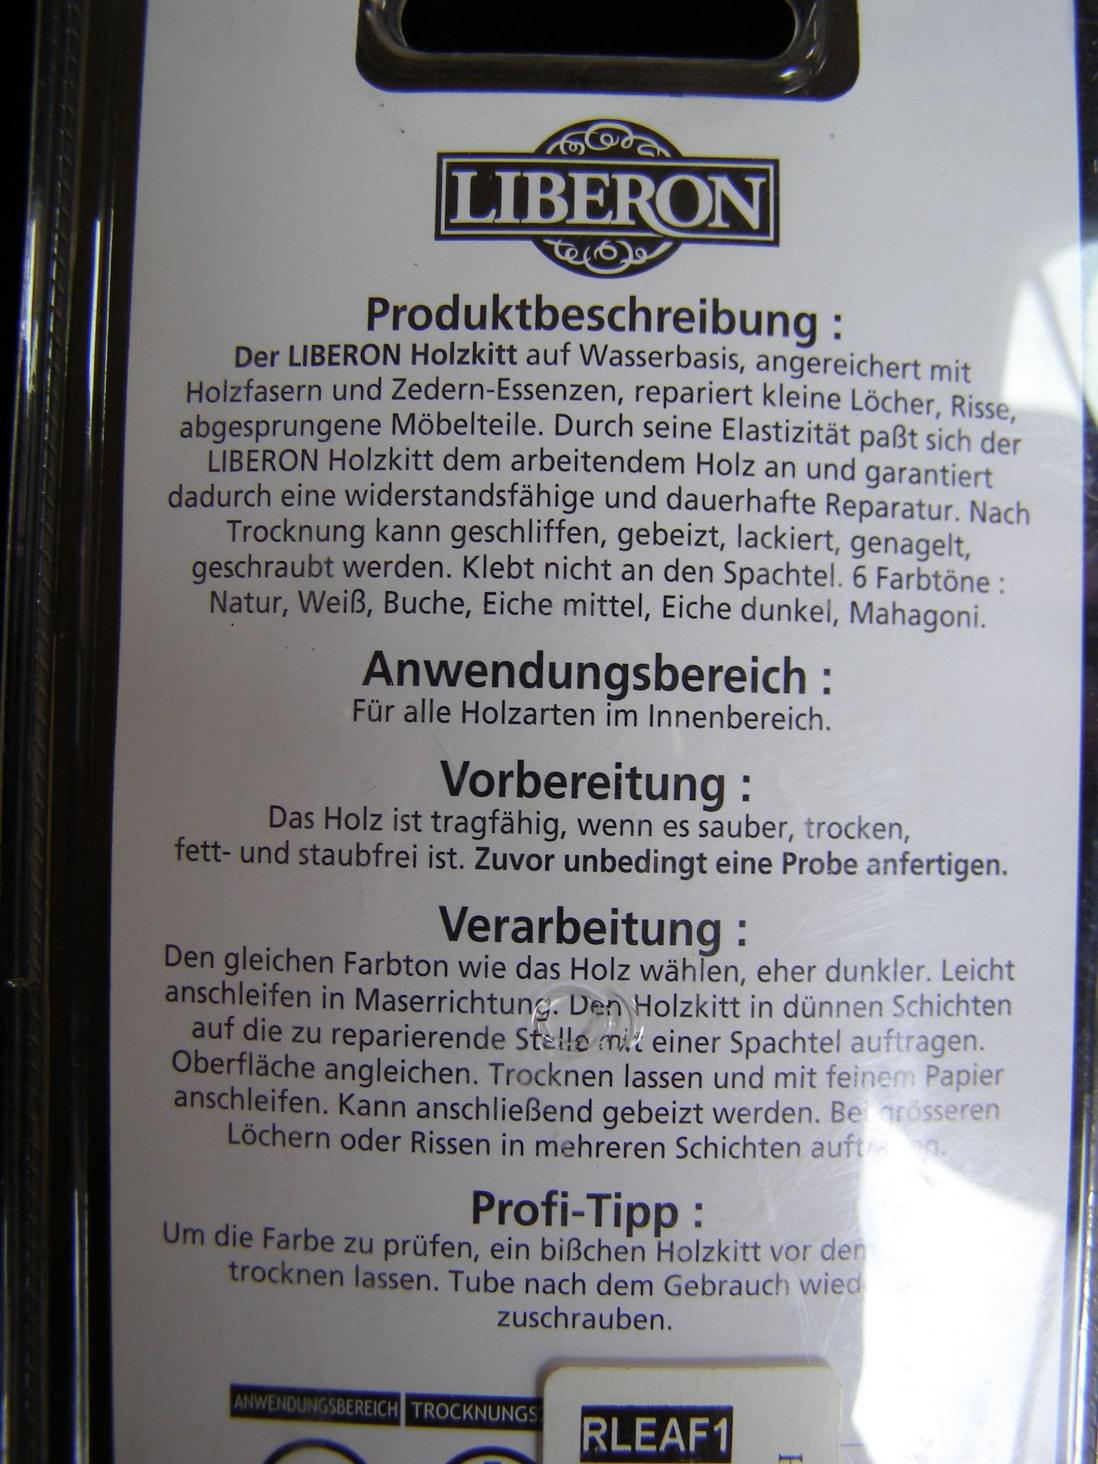 LIBERON
Produktbeschreibung :
Der LIBERON Holzkitt auf Wasserbasis, angereichert mit
Holzfasern und Zedern-Essenzen, repariert kleine Löcher, Risse,
abgesprungene Möbelteile. Durch seine Elastizität paßt sich der
LIBERON Holzkitt dem arbeitendem Holz an und garantiert
dadurch eine widerstandsfähige und dauerhafte Reparatur. Nach
Trocknung kann geschliffen, gebeizt, lackiert, genagelt,
geschraubt werden. Klebt nicht an den Spachtel. 6 Farbtöne :
Natur, Weiß, Buche, Eiche mittel, Eiche dunkel, Mahagoni.
Anwendungsbereich :
Für alle Holzarten im Innenbereich.
Vorbereitung :
Das Holz ist tragfähig, wenn es sauber, trocken,
fett- und staubfrei ist. Zuvor unbedingt eine Probe anfertigen.
Verarbeitung :
Den gleichen Farbton wie das Holz wählen, eher dunkler. Leicht
anschleifen in Maserrichtung. Den Holzkitt in dünnen Schichten
auf die zu reparierende Stelle mit einer Spachtel auftragen.
Oberfläche angleichen. Trocknen lassen und mit feinem Papier
anschleifen. Kann anschließend gebeizt werden. Bei grösseren
Löchern oder Rissen in mehreren Schichten
Profi-Tipp :
Um die Farbe zu prüfen, ein bißchen Holzkitt vor
trocknen lassen. Tube nach dem Gebrauch
zuschrauben.
ANWENDUNGSBEREICH
RLEAF1